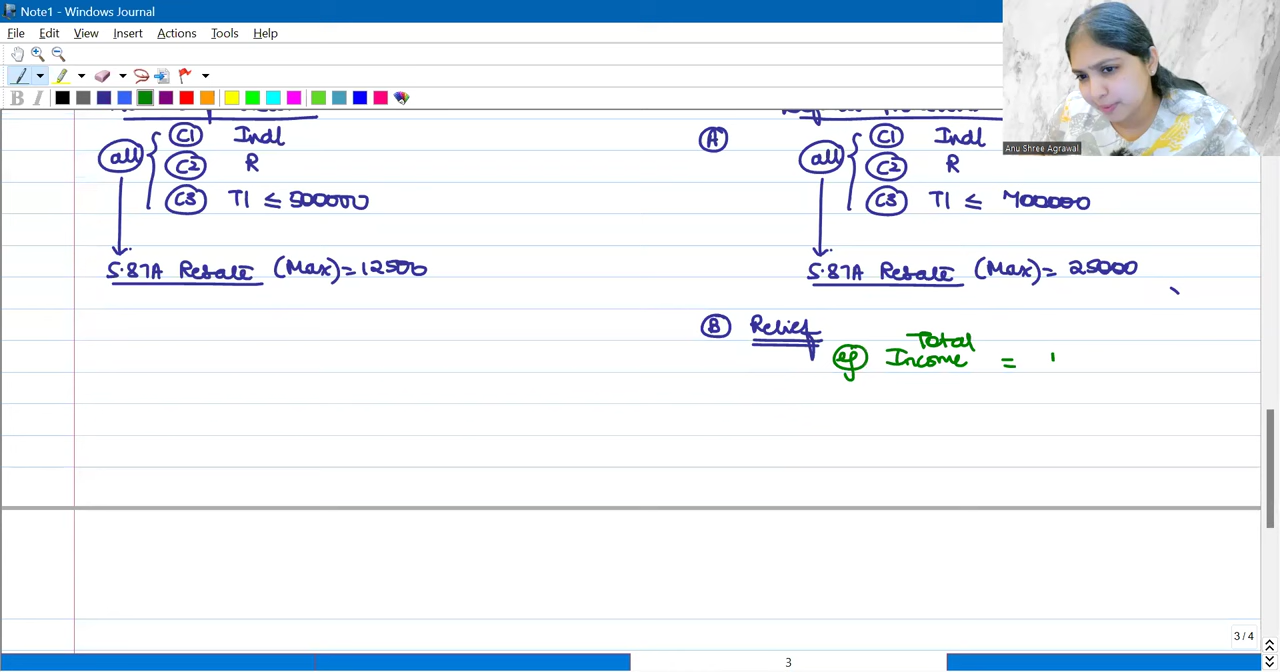 Note1 - Windows Journal
File Edit View Insert Actions Tools Help
B I
Anu Shree Agrawal
all
C1 Indl
C2 R
C3 TI ≤ 500000
S.87A Rebate (Max) = 12500
A
all
C1 Indl
C2 R
C3 TI ≤ 700000
S.87A Rebate (Max) = 25000
B Relief
eg Total
Income =
3 / 4
3